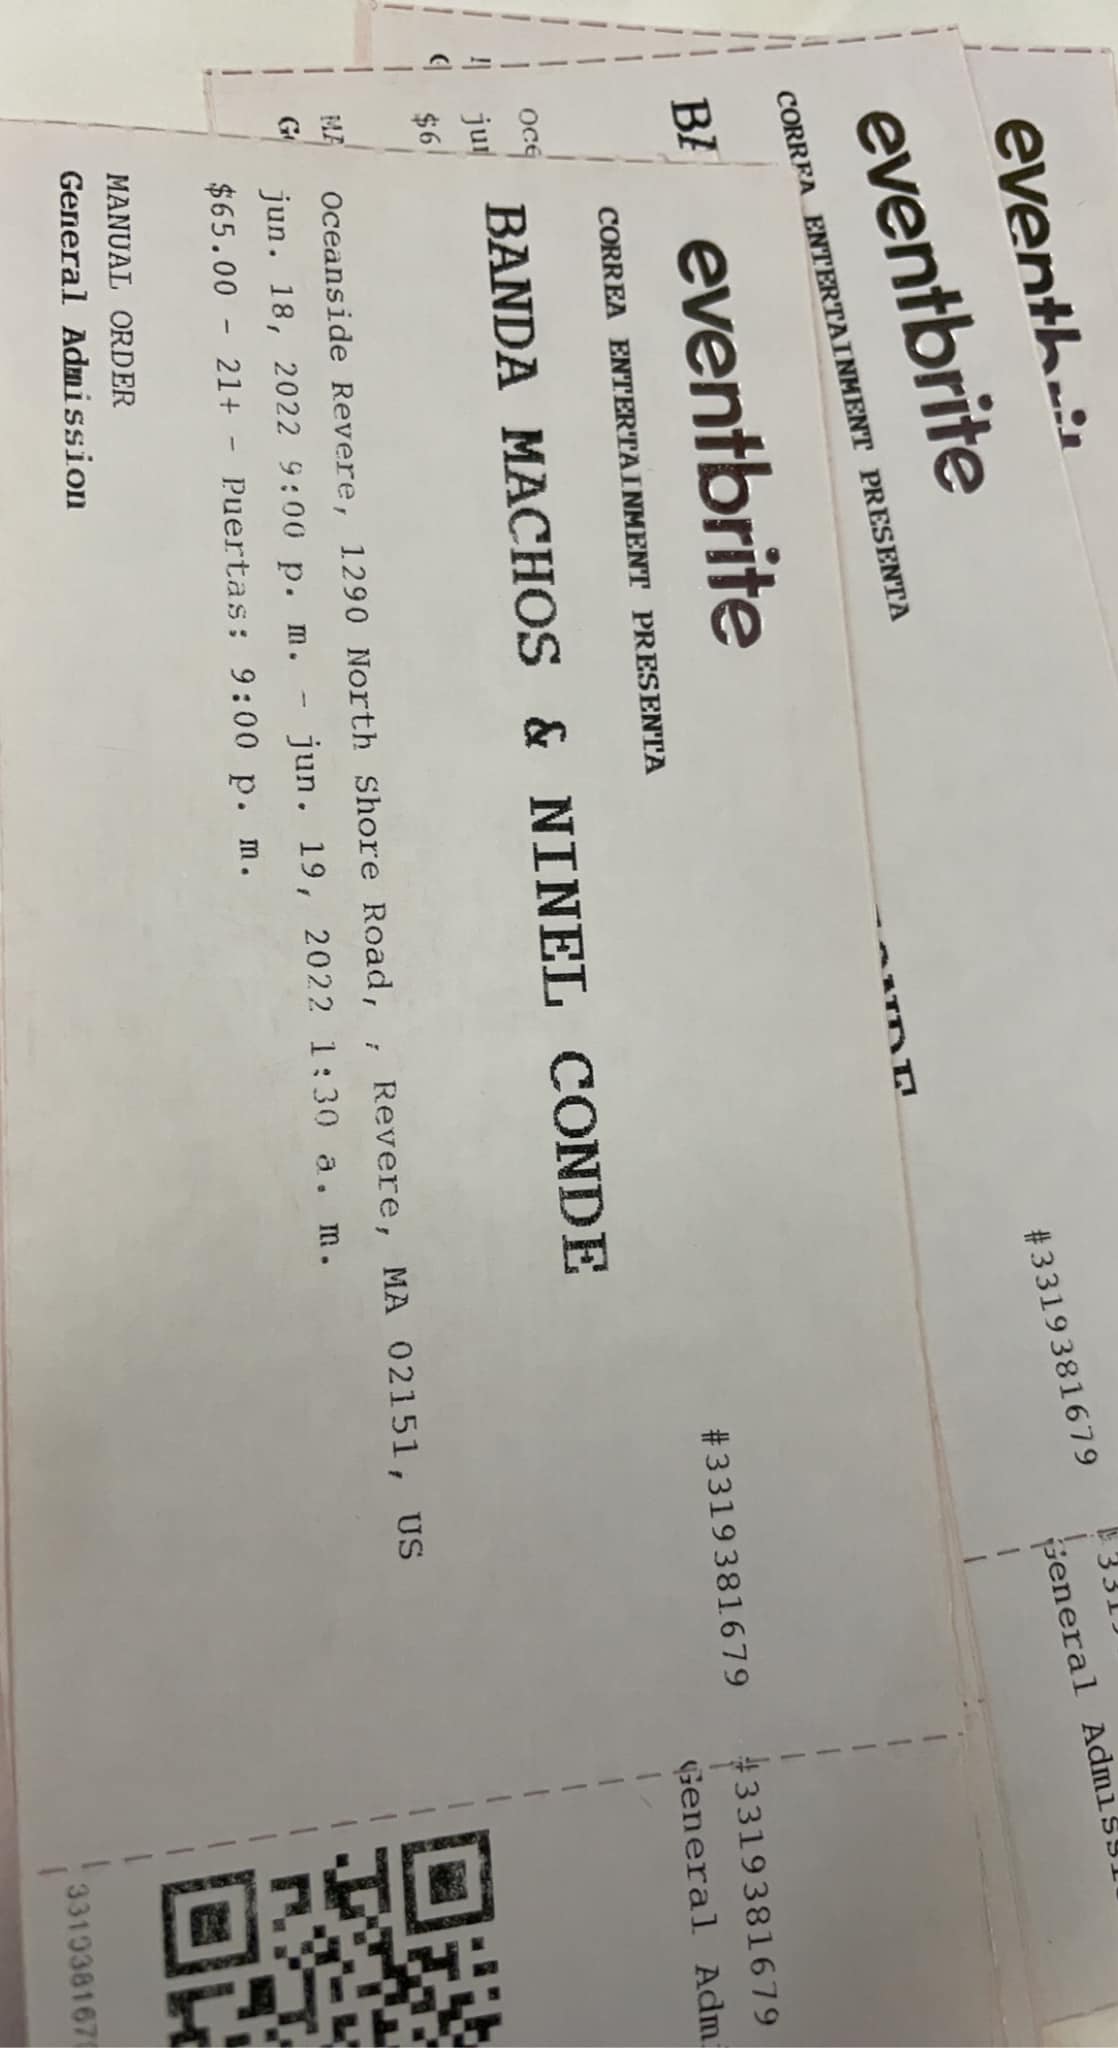 eventbrite
CORREA ENTERTAINMENT PRESENTA
BANDA MACHOS & NINEL CONDE
Oceanside Revere, 1290 North Shore Road, , Revere, MA 02151, US
jun. 18, 2022 9:00 p. m. - jun. 19, 2022 1:30 a. m.
$65.00 - 21+ - Puertas: 9:00 p. m.
MANUAL ORDER
General Admission
#3319381679
#3319381679
General Adm
331938167
eventbrite
CORREA ENTERTAINMENT PRESENTA
#3319381679
General Admissi